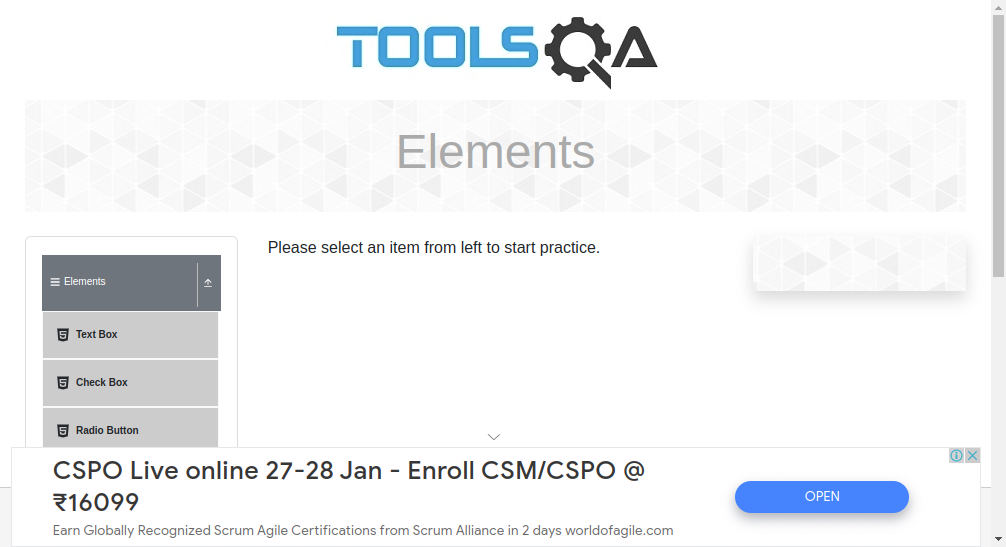 TOOLSQA
Elements
Please select an item from left to start practice.
Elements
Text Box
Check Box
Radio Button
CSPO Live online 27-28 Jan - Enroll CSM/CSPO @
₹16099
OPEN
Earn Globally Recognized Scrum Agile Certifications from Scrum Alliance in 2 days worldofagile.com